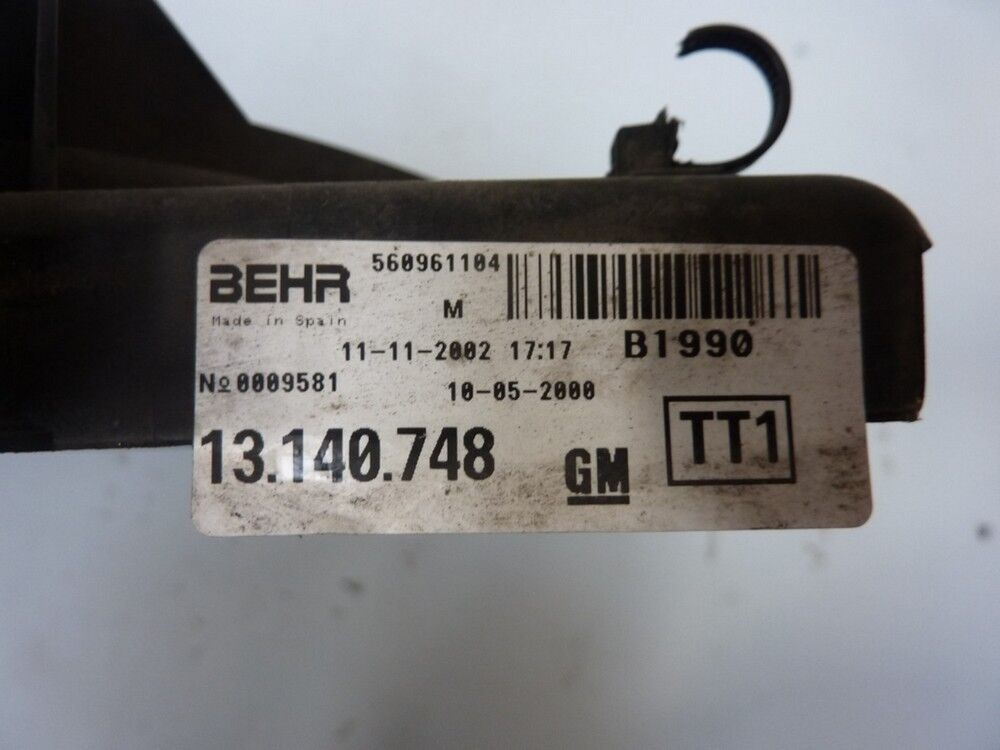 BEHR 560961104
Made in Spain M
11-11-2002 17:17 B1990
№0009581 10-05-2000
13.140.748 GM TT1